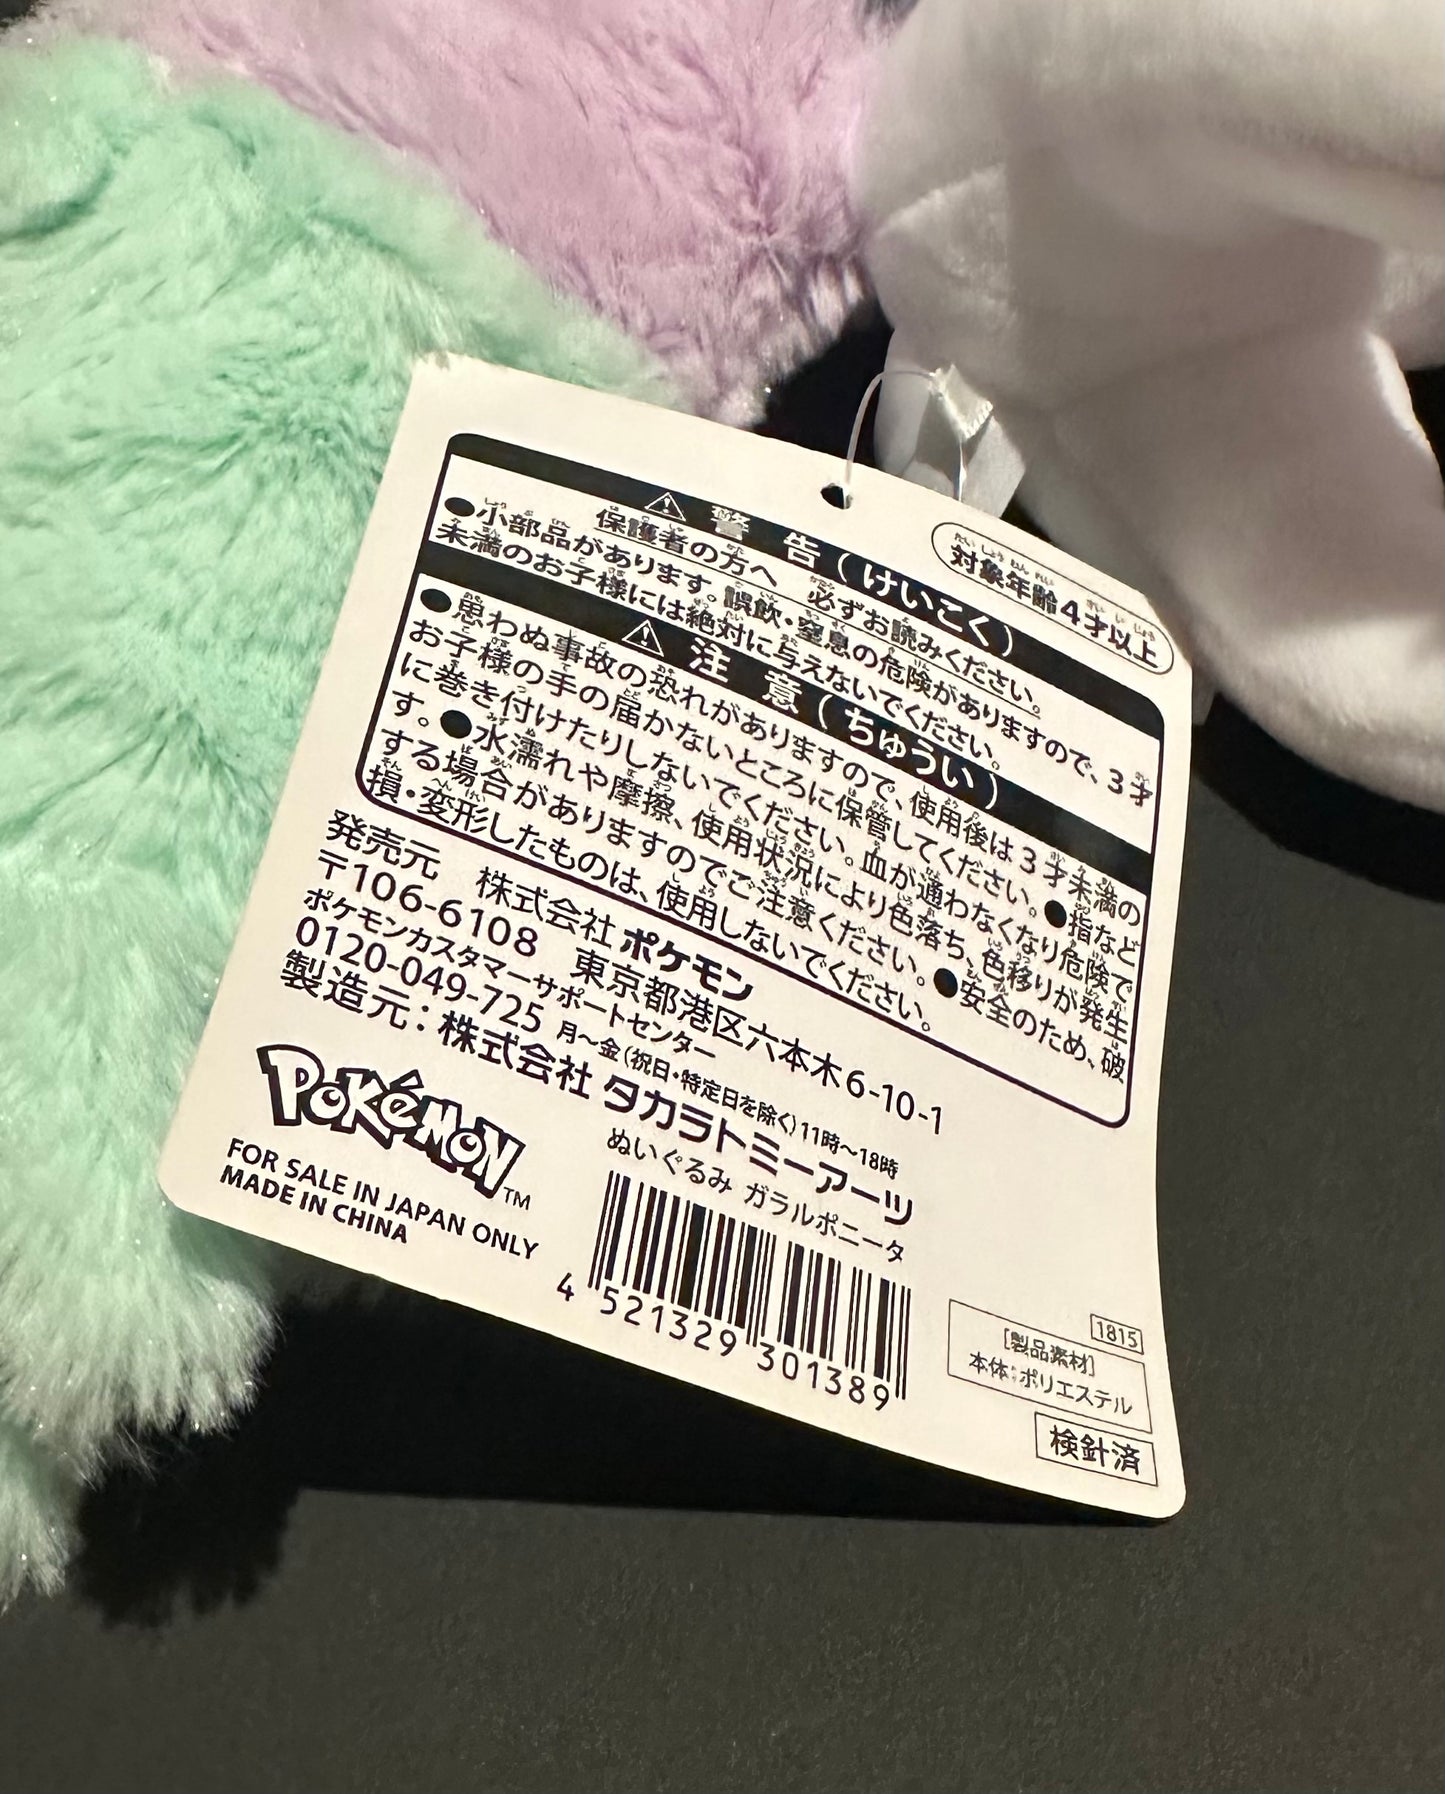 対象年齢4才以上
警告(けいこく)
保護者の方へ 必ずお読みください。
●小部品があります。誤飲・窒息の危険がありますので、3才
未満のお子様には絶対に与えないでください。
注意(ちゅうい)
●思わぬ事故の恐れがありますので、使用後は3才未満の
お子様の手の届かないところに保管してください。●指など
に巻き付けたりしないでください。血が通わなくなり危険で
す。●水濡れや摩擦、使用状況により色落ち、色移りが発生
する場合がありますのでご注意ください。●安全のため、破
損・変形したものは、使用しないでください。
発売元 株式会社 ポケモン
〒106-6108 東京都港区六本木6-10-1
ポケモンカスタマーサポートセンター
0120-049-725 月~金(祝日・特定日を除く)11時~18時
製造元:株式会社 タカラトミーアーツ
POKéMON TM
ぬいぐるみ ガラルポニータ
FOR SALE IN JAPAN ONLY
MADE IN CHINA
4 521329 301389
1815
[製品素材]
本体:ポリエステル
検針済